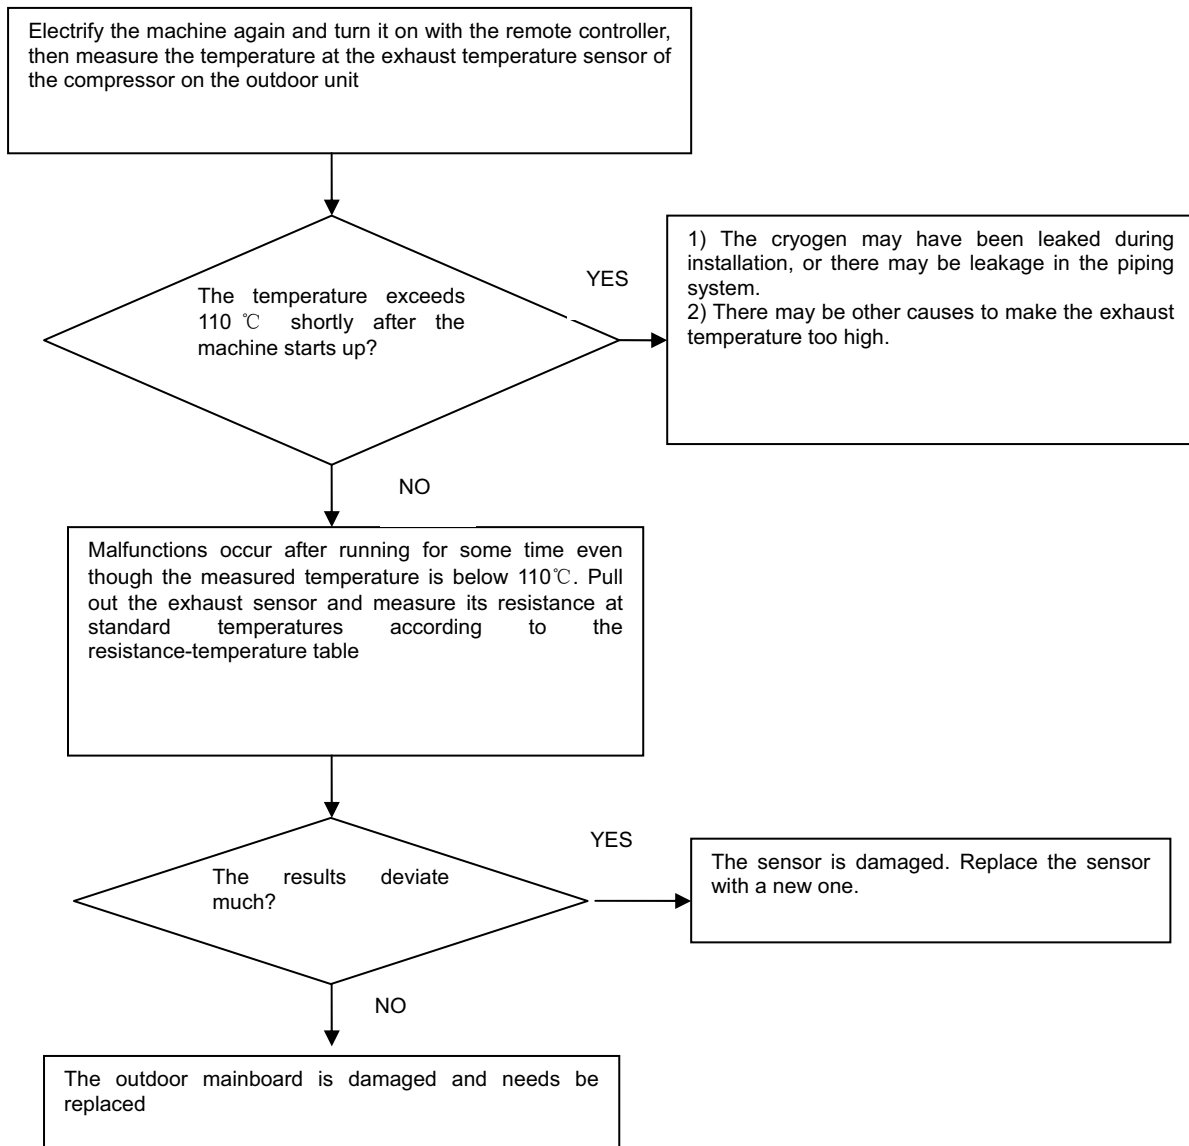 Electrify the machine again and turn it on with the remote controller,
then measure the temperature at the exhaust temperature sensor of
the compressor on the outdoor unit
The temperature exceeds
110 ℃ shortly after the
machine starts up?
YES
1) The cryogen may have been leaked during
installation, or there may be leakage in the piping
system.
2) There may be other causes to make the exhaust
temperature too high.
NO
Malfunctions occur after running for some time even
though the measured temperature is below 110℃. Pull
out the exhaust sensor and measure its resistance at
standard temperatures according to the
resistance-temperature table
The results deviate
much?
YES
The sensor is damaged. Replace the sensor
with a new one.
NO
The outdoor mainboard is damaged and needs be
replaced